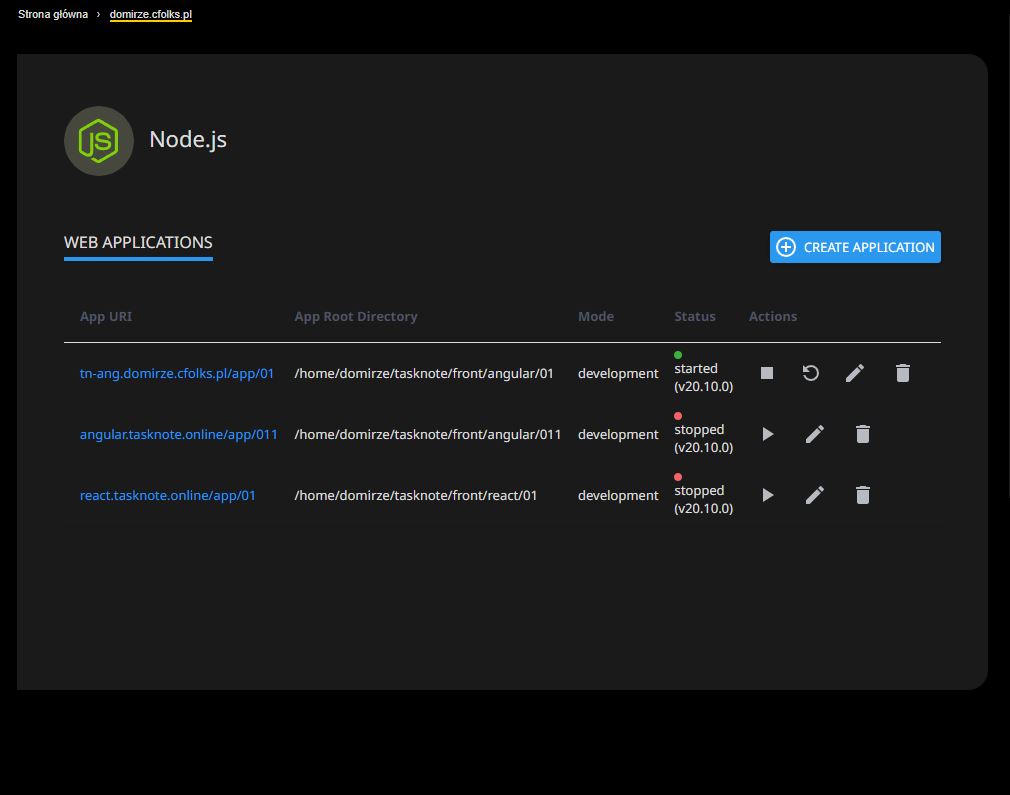 Strona główna › domirze.cfolks.pl
JS Node.js
WEB APPLICATIONS
CREATE APPLICATION
App URI App Root Directory Mode Status Actions
tn-ang.domirze.cfolks.pl/app/01 /home/domirze/tasknote/front/angular/01 development started
(v20.10.0)
angular.tasknote.online/app/011 /home/domirze/tasknote/front/angular/011 development stopped
(v20.10.0)
react.tasknote.online/app/01 /home/domirze/tasknote/front/react/01 development stopped
(v20.10.0)